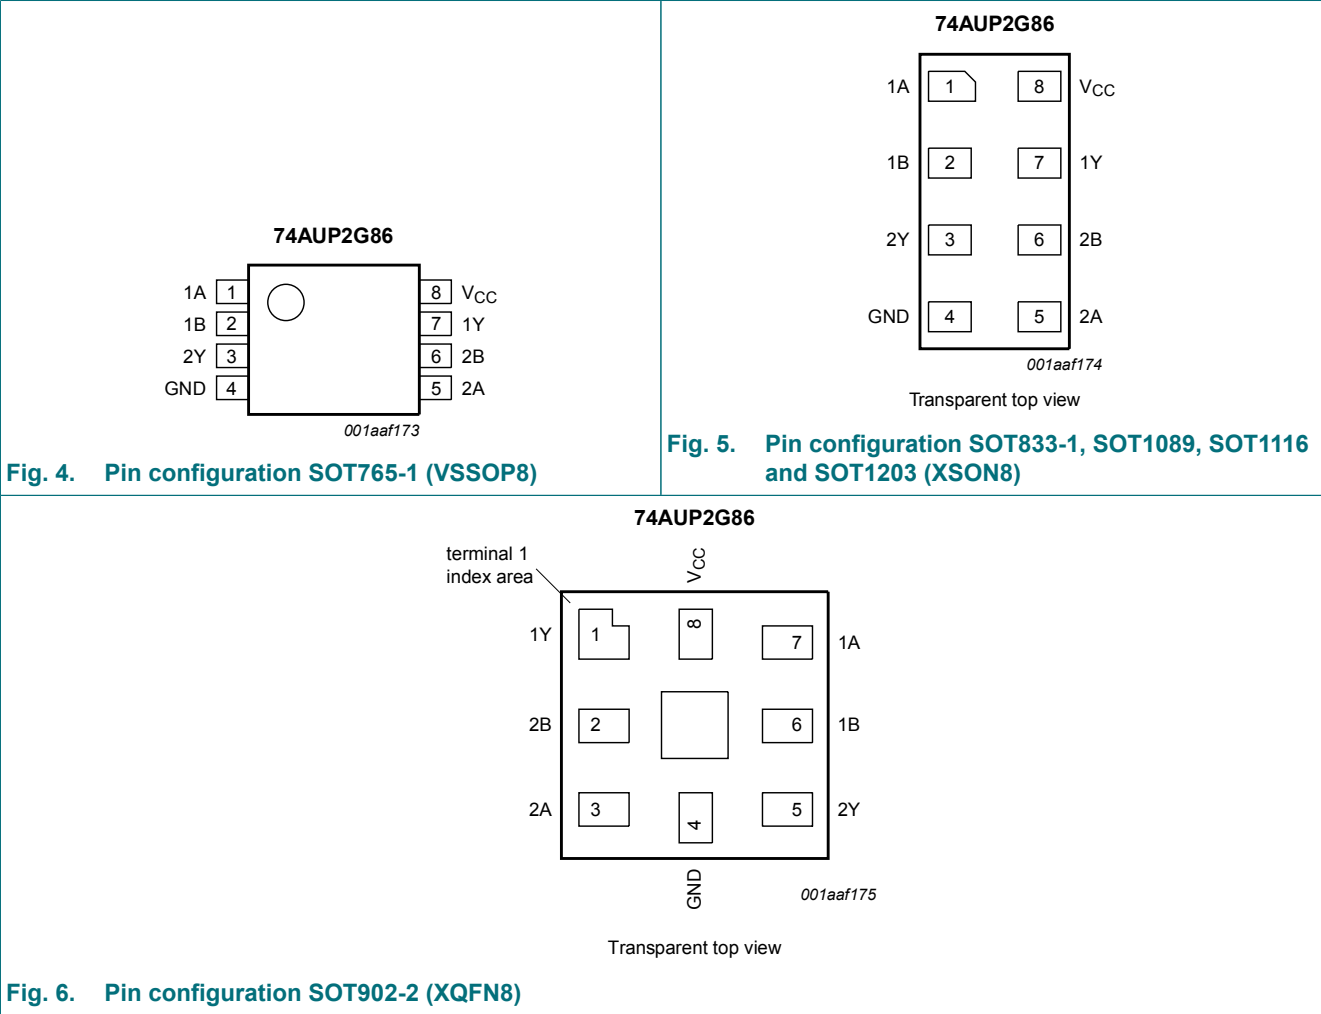 74AUP2G86
1A 1 8 VCC
1B 2 7 1Y
2Y 3 6 2B
GND 4 5 2A
001aaf173
Fig. 4. Pin configuration SOT765-1 (VSSOP8)
74AUP2G86
1A 1 8 VCC
1B 2 7 1Y
2Y 3 6 2B
GND 4 5 2A
001aaf174
Transparent top view
Fig. 5. Pin configuration SOT833-1, SOT1089, SOT1116
and SOT1203 (XSON8)
74AUP2G86
terminal 1
index area
VCC
1Y 1 8 7 1A
2B 2 6 1B
2A 3 4 5 2Y
GND
001aaf175
Transparent top view
Fig. 6. Pin configuration SOT902-2 (XQFN8)